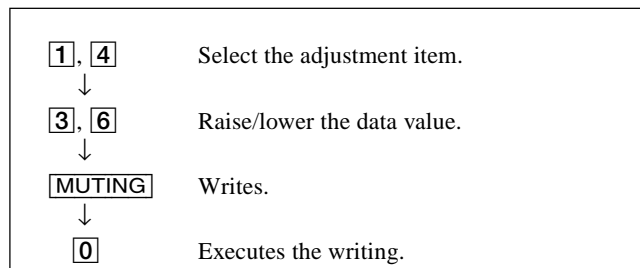 1, 4 Select the adjustment item.
↓
3, 6 Raise/lower the data value.
↓
MUTING Writes.
↓
0 Executes the writing.